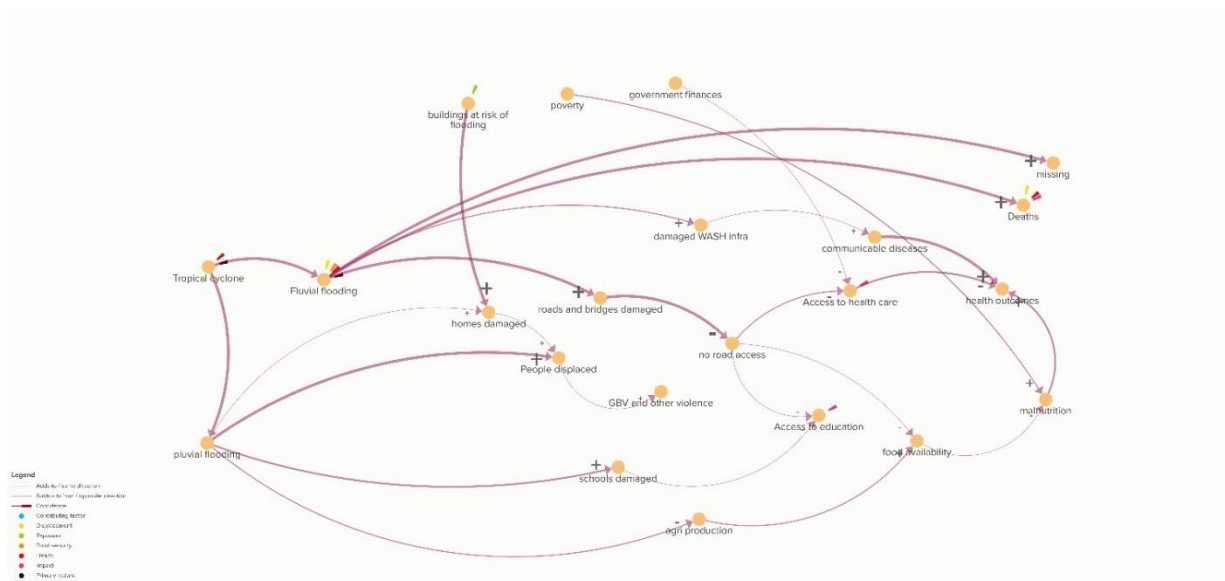 government finances
poverty
buildings at risk of
flooding
missing
Deaths
damaged WASH infra
communicable diseases
Tropical cyclone
Fluvial flooding
Access to health care
health outcomes
roads and bridges damaged
homes damaged
no road access
People displaced
GBV and other violence
malnutrition
Access to education
pluvial flooding
food availability
schools damaged
agri production
Legend
Confidence
Contributing factor
Displacement
Exposure
Food security
Health
Impact